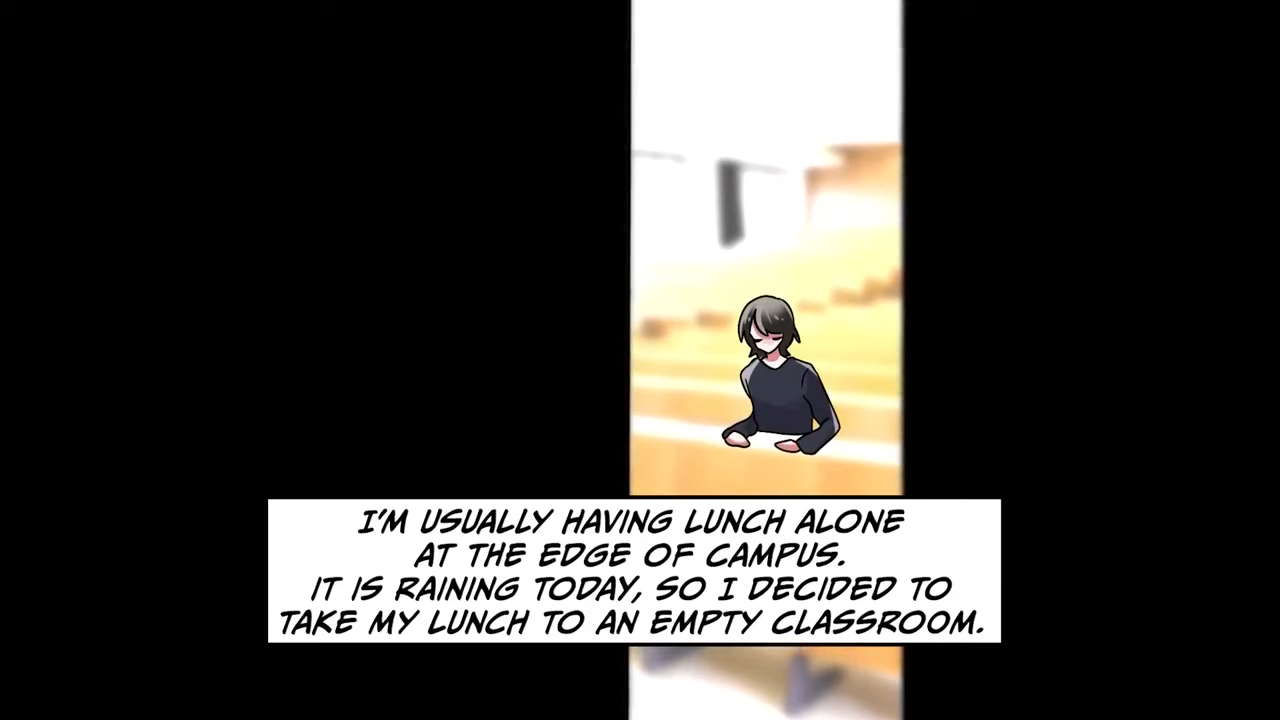 I'M USUALLY HAVING LUNCH ALONE
AT THE EDGE OF CAMPUS.
IT IS RAINING TODAY, SO I DECIDED TO
TAKE MY LUNCH TO AN EMPTY CLASSROOM.